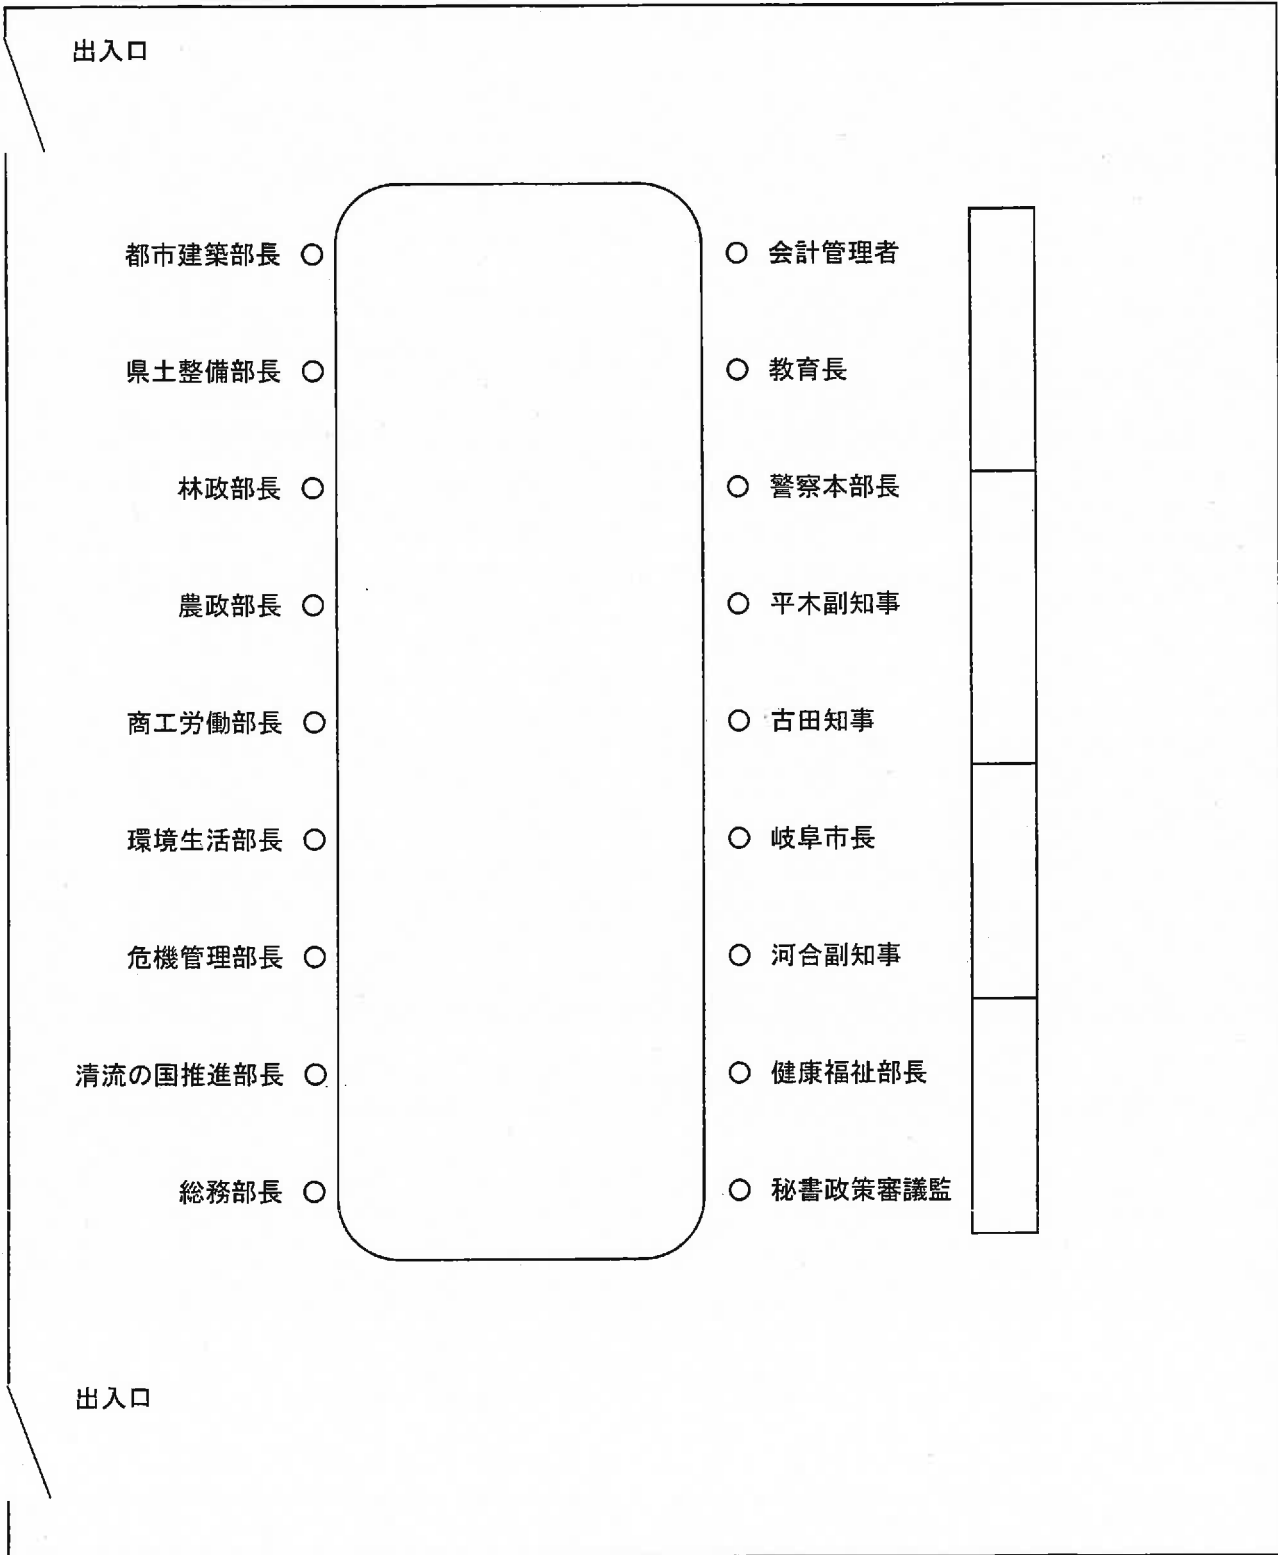 出入口
都市建築部長 ○
○ 会計管理者
県土整備部長 ○
○ 教育長
林政部長 ○
○ 警察本部長
農政部長 ○
○ 平木副知事
商工労働部長 ○
○ 古田知事
環境生活部長 ○
○ 岐阜市長
危機管理部長 ○
○ 河合副知事
清流の国推進部長 ○
○ 健康福祉部長
総務部長 ○
○ 秘書政策審議監
出入口